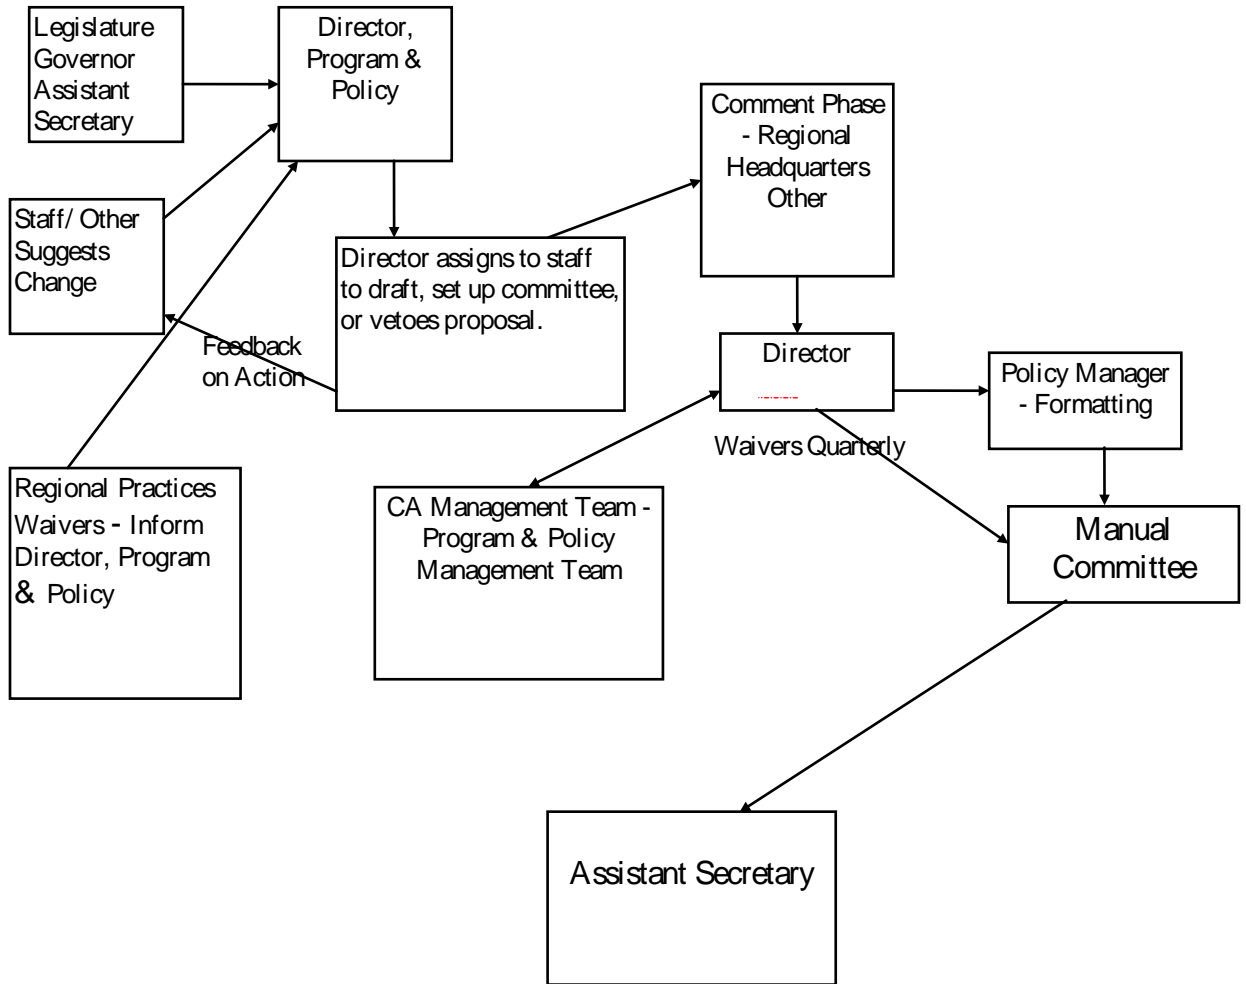 Legislature
Governor
Assistant
Secretary
Director,
Program &
Policy
Comment Phase
- Regional
Headquarters
Other
Staff/ Other
Suggests
Change
Director assigns to staff
to draft, set up committee,
or vetoes proposal.
Feedback
on Action
Director
Policy Manager
- Formatting
Waivers Quarterly
Regional Practices
Waivers - Inform
Director, Program
& Policy
CA Management Team -
Program & Policy
Management Team
Manual
Committee
Assistant Secretary